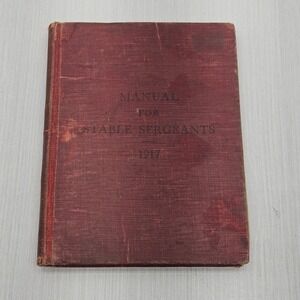 MANUAL
FOR
STABLE SERGEANTS
1917